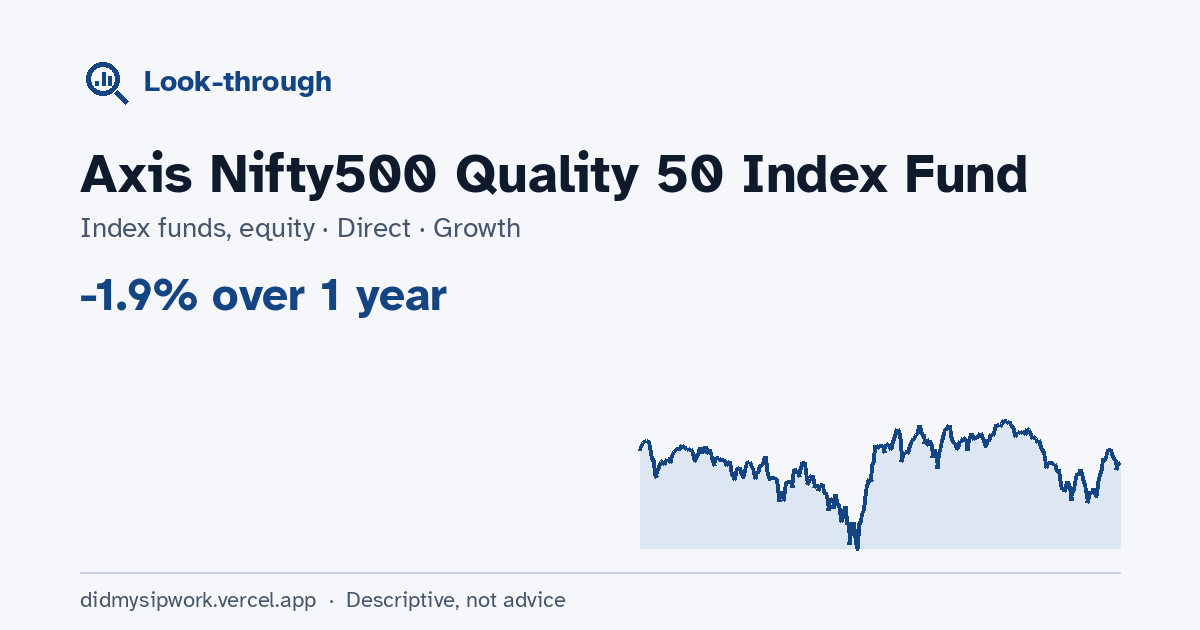 Look-through
Axis Nifty500 Quality 50 Index Fund
Index funds, equity · Direct · Growth
-1.9% over 1 year
didmysipwork.vercel.app · Descriptive, not advice